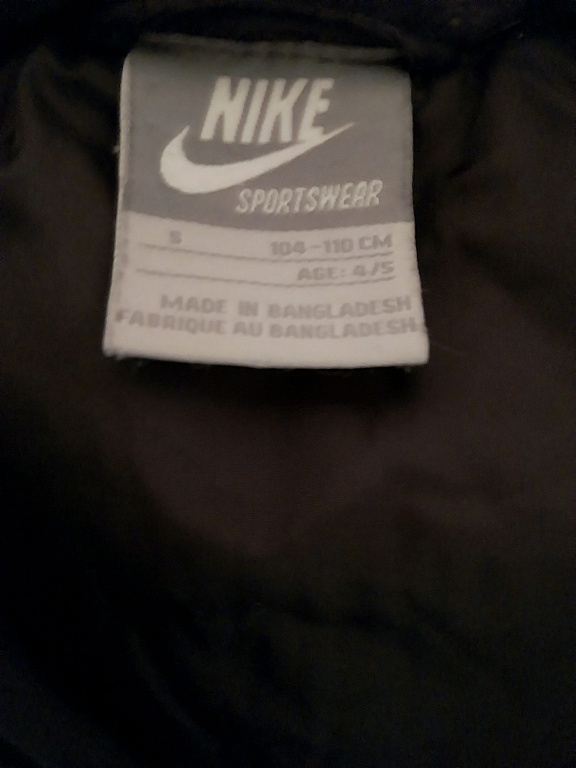 NIKE
SPORTSWEAR
S 104-110 CM
AGE: 4/5
MADE IN BANGLADESH
FABRIQUE AU BANGLADESH